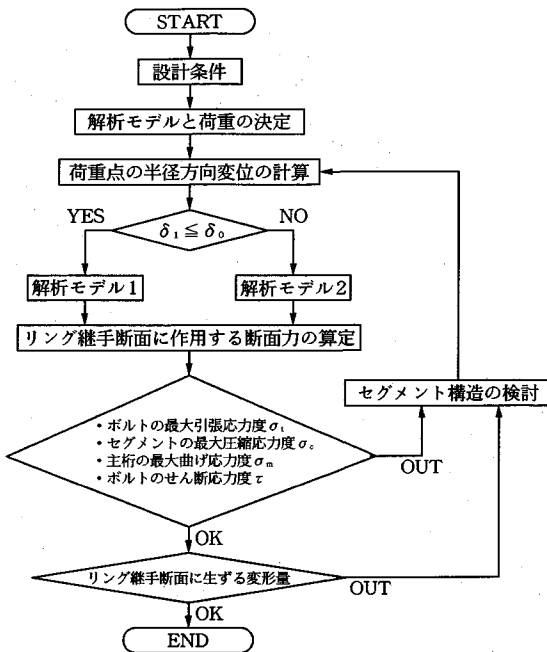 START
設計条件
解析モデルと荷重の決定
荷重点の半径方向変位の計算
YES
NO
δ₁≦δ₀
解析モデル1
解析モデル2
リング継手断面に作用する断面力の算定
セグメント構造の検討
・ボルトの最大引張応力度σₜ
・セグメントの最大圧縮応力度σc
・主桁の最大曲げ応力度σₘ
・ボルトのせん断応力度τ
OUT
OK
リング継手断面に生ずる変形量
OUT
OK
END